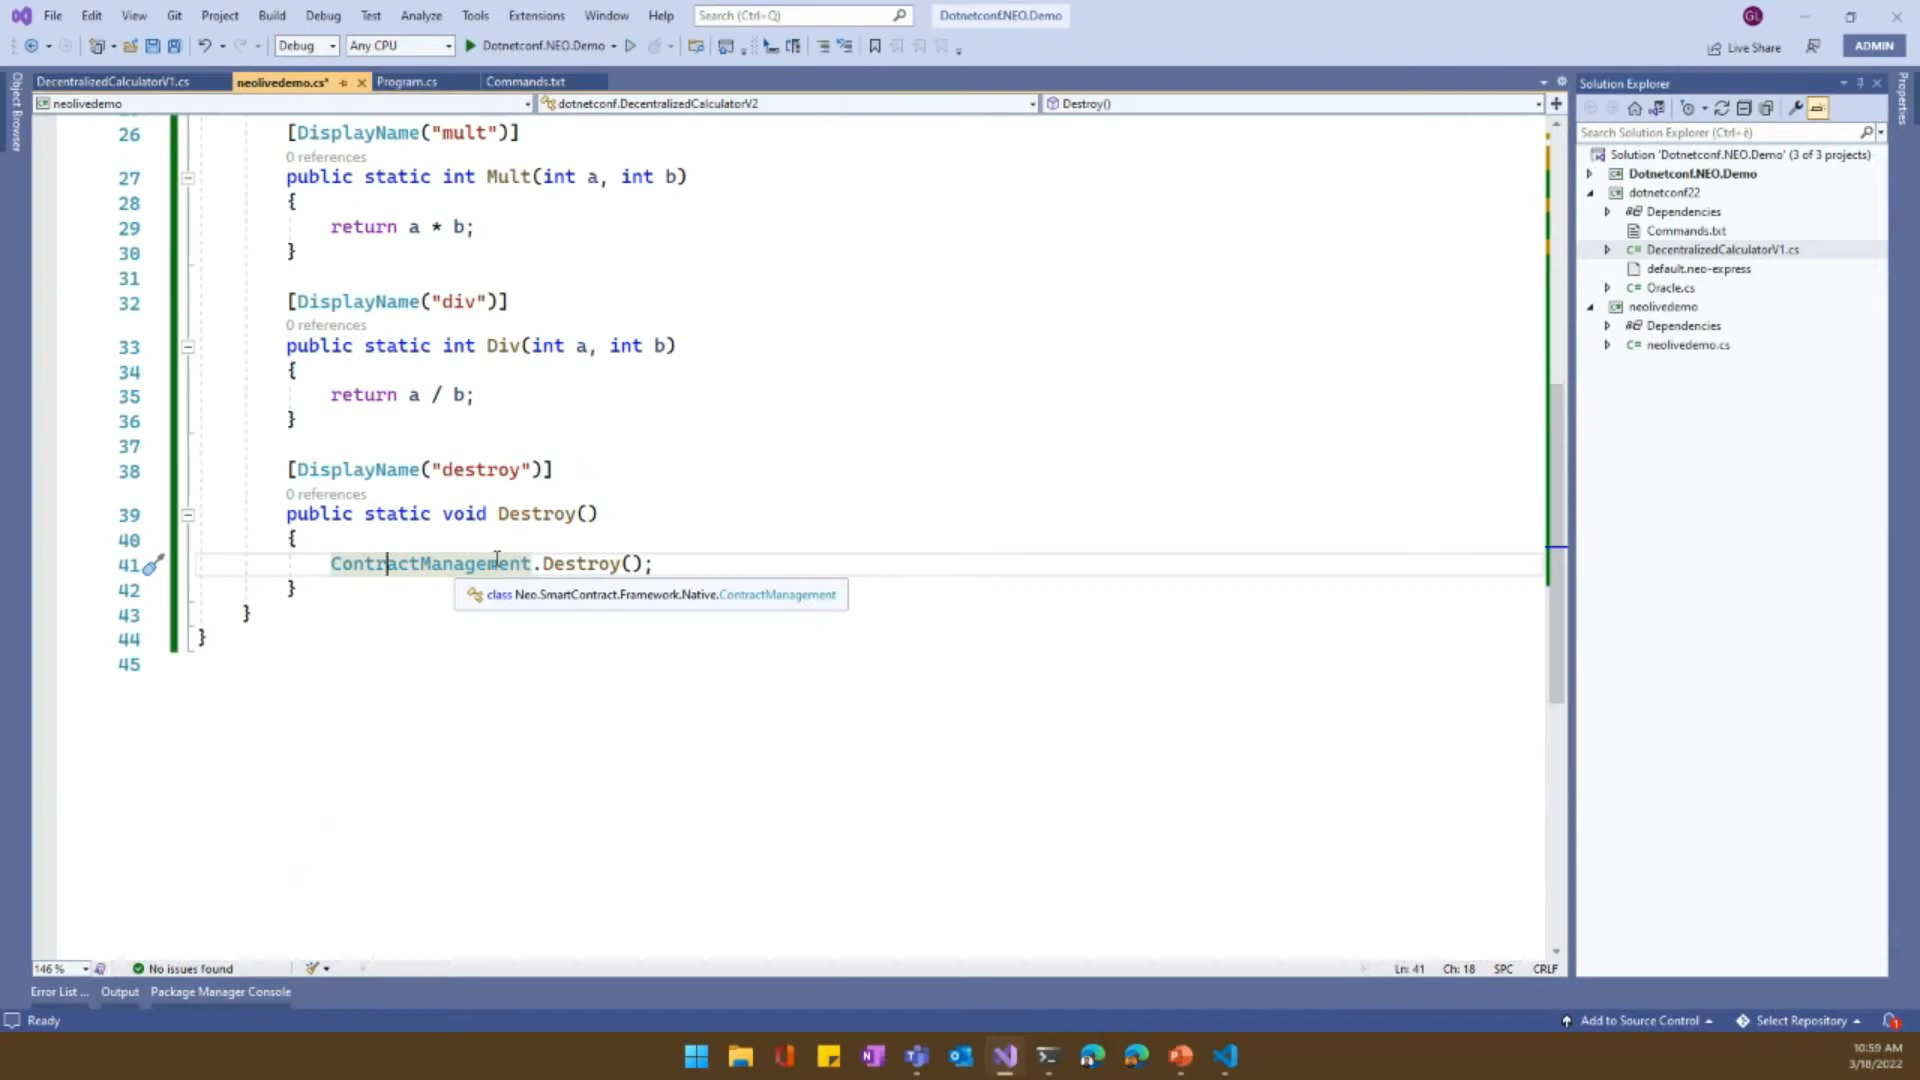 File Edit View Git Project Build Debug Test Analyze Tools Extensions Window Help Search (Ctrl+Q) Dotnetconf.NEO.Demo GL
Debug Any CPU Dotnetconf.NEO.Demo Live Share ADMIN
Object Browser
DecentralizedCalculatorV1.cs neolivedemo.cs* Program.cs Commands.txt
neolivedemo dotnetconf.DecentralizedCalculatorV2 Destroy()
26 [DisplayName("mult")]
0 references
27 public static int Mult(int a, int b)
28 {
29 return a * b;
30 }
31
32 [DisplayName("div")]
0 references
33 public static int Div(int a, int b)
34 {
35 return a / b;
36 }
37
38 [DisplayName("destroy")]
0 references
39 public static void Destroy()
40 {
41 ContractManagement.Destroy();
42 }
class Neo.SmartContract.Framework.Native.ContractManagement
43 }
44 }
45
146 % No issues found Ln: 41 Ch: 18 SPC CRLF
Solution Explorer
Properties
Search Solution Explorer (Ctrl+è)
Solution 'Dotnetconf.NEO.Demo' (3 of 3 projects)
Dotnetconf.NEO.Demo
dotnetconf22
Dependencies
Commands.txt
C# DecentralizedCalculatorV1.cs
default.neo-express
C# Oracle.cs
neolivedemo
Dependencies
C# neolivedemo.cs
Error List ... Output Package Manager Console
Ready Add to Source Control Select Repository 1
10:59 AM
3/18/2022